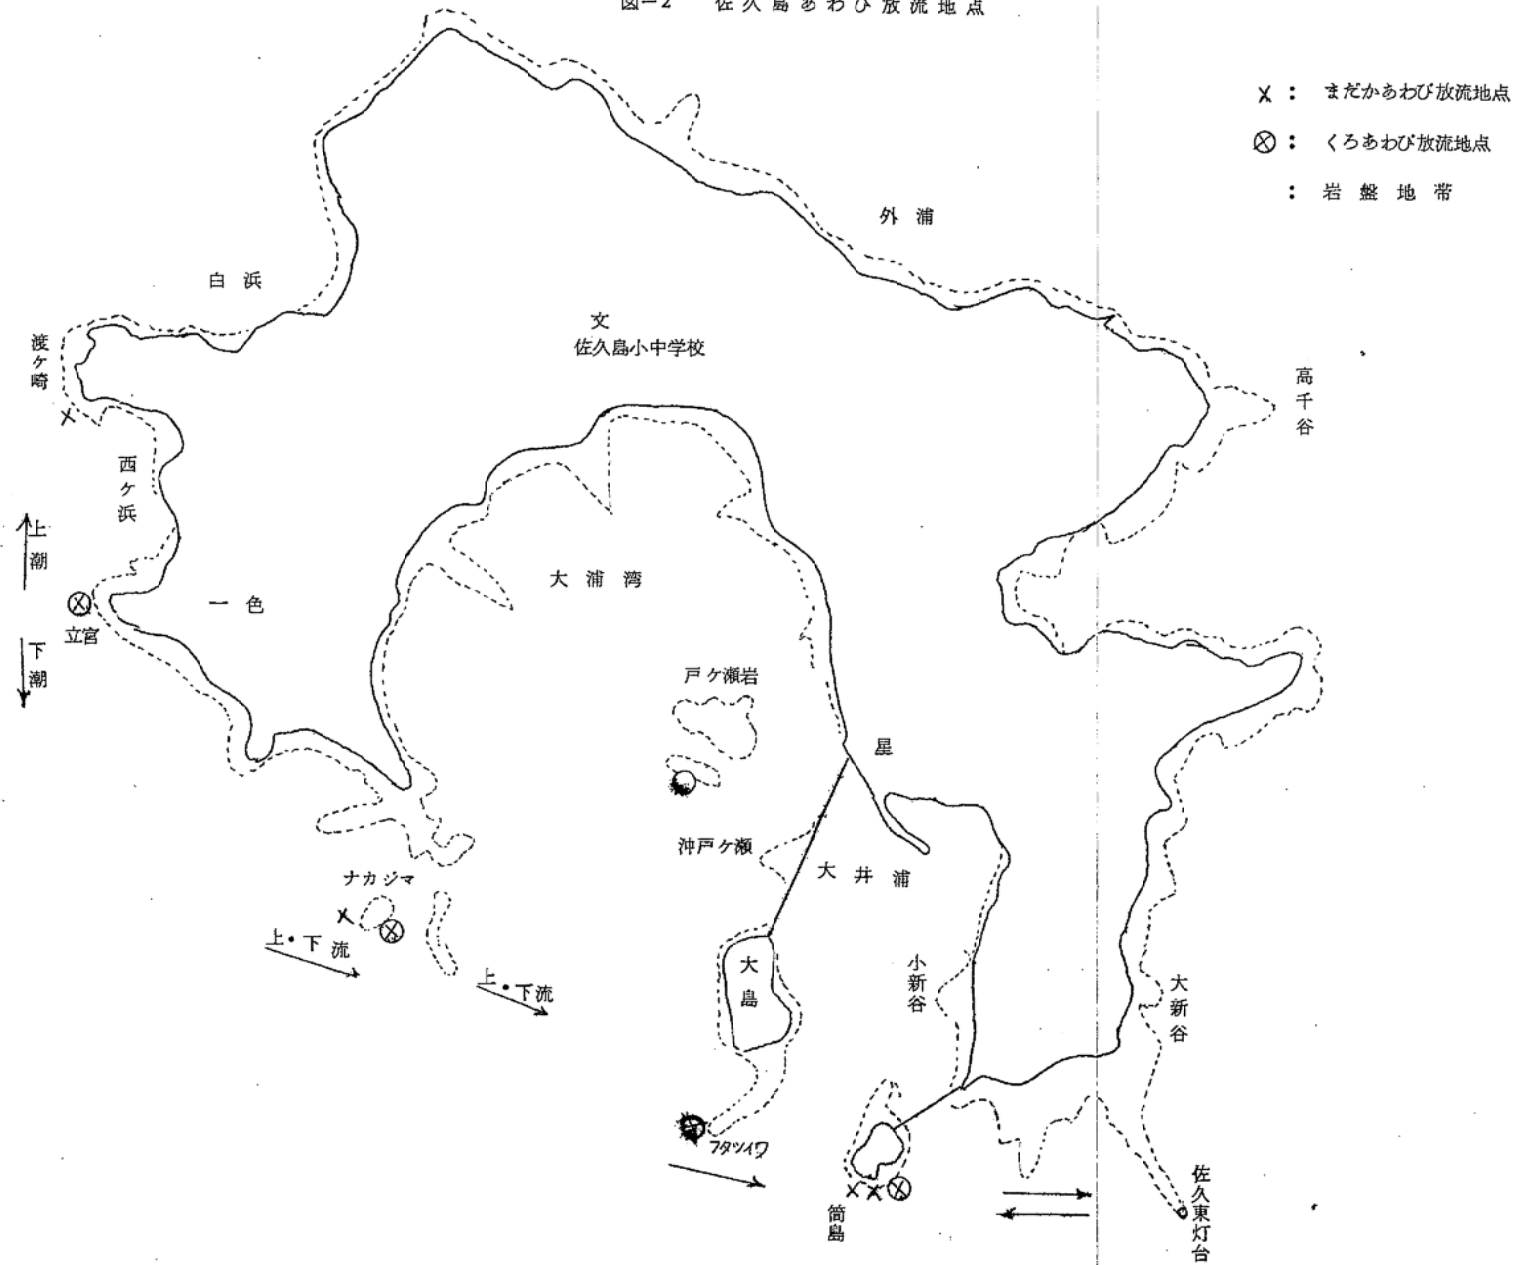 図-2 佐久島あわび放流地点
×： まだかあわび放流地点
⊗： くろあわび放流地点
： 岩盤地帯
外浦
白浜
文
佐久島小中学校
渡ケ崎
高千谷
西ケ浜
上潮
大浦湾
一色
立宮
下潮
戸ケ瀬岩
沖戸ケ瀬
大井浦
ナカジマ
上・下流
上・下流
大島
小新谷
大新谷
フタツイワ
筒島
佐久東灯台